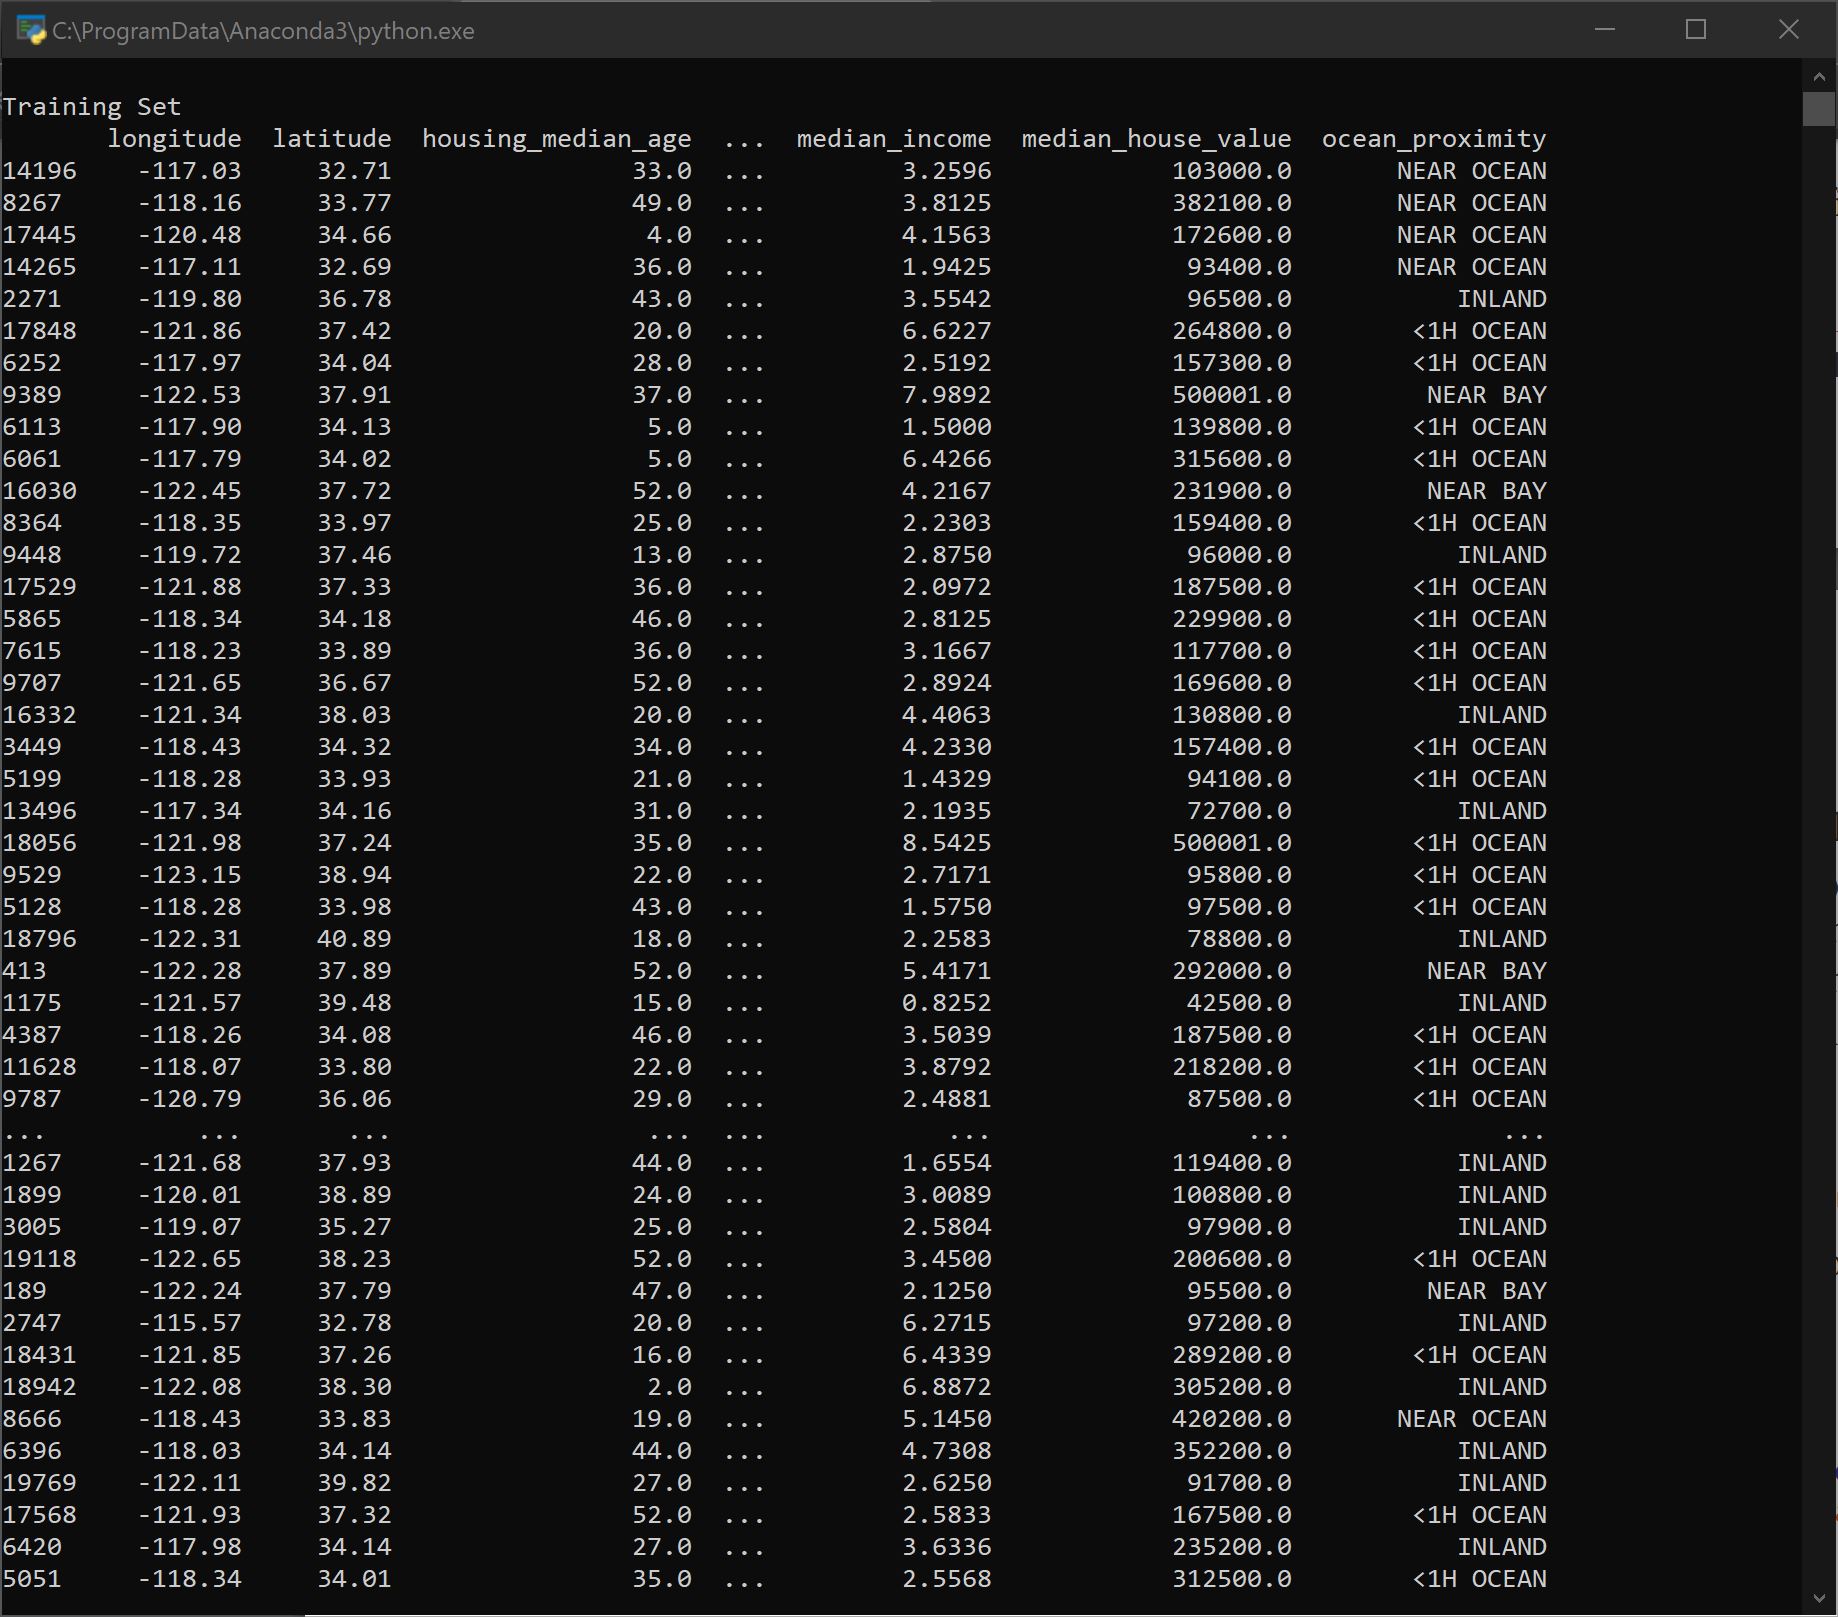 C:\ProgramData\Anaconda3\python.exe
Training Set
longitude latitude housing_median_age ... median_income median_house_value ocean_proximity
14196 -117.03 32.71 33.0 ... 3.2596 103000.0 NEAR OCEAN
8267 -118.16 33.77 49.0 ... 3.8125 382100.0 NEAR OCEAN
17445 -120.48 34.66 4.0 ... 4.1563 172600.0 NEAR OCEAN
14265 -117.11 32.69 36.0 ... 1.9425 93400.0 NEAR OCEAN
2271 -119.80 36.78 43.0 ... 3.5542 96500.0 INLAND
17848 -121.86 37.42 20.0 ... 6.6227 264800.0 <1H OCEAN
6252 -117.97 34.04 28.0 ... 2.5192 157300.0 <1H OCEAN
9389 -122.53 37.91 37.0 ... 7.9892 500001.0 NEAR BAY
6113 -117.90 34.13 5.0 ... 1.5000 139800.0 <1H OCEAN
6061 -117.79 34.02 5.0 ... 6.4266 315600.0 <1H OCEAN
16030 -122.45 37.72 52.0 ... 4.2167 231900.0 NEAR BAY
8364 -118.35 33.97 25.0 ... 2.2303 159400.0 <1H OCEAN
9448 -119.72 37.46 13.0 ... 2.8750 96000.0 INLAND
17529 -121.88 37.33 36.0 ... 2.0972 187500.0 <1H OCEAN
5865 -118.34 34.18 46.0 ... 2.8125 229900.0 <1H OCEAN
7615 -118.23 33.89 36.0 ... 3.1667 117700.0 <1H OCEAN
9707 -121.65 36.67 52.0 ... 2.8924 169600.0 <1H OCEAN
16332 -121.34 38.03 20.0 ... 4.4063 130800.0 INLAND
3449 -118.43 34.32 34.0 ... 4.2330 157400.0 <1H OCEAN
5199 -118.28 33.93 21.0 ... 1.4329 94100.0 <1H OCEAN
13496 -117.34 34.16 31.0 ... 2.1935 72700.0 INLAND
18056 -121.98 37.24 35.0 ... 8.5425 500001.0 <1H OCEAN
9529 -123.15 38.94 22.0 ... 2.7171 95800.0 <1H OCEAN
5128 -118.28 33.98 43.0 ... 1.5750 97500.0 <1H OCEAN
18796 -122.31 40.89 18.0 ... 2.2583 78800.0 INLAND
413 -122.28 37.89 52.0 ... 5.4171 292000.0 NEAR BAY
1175 -121.57 39.48 15.0 ... 0.8252 42500.0 INLAND
4387 -118.26 34.08 46.0 ... 3.5039 187500.0 <1H OCEAN
11628 -118.07 33.80 22.0 ... 3.8792 218200.0 <1H OCEAN
9787 -120.79 36.06 29.0 ... 2.4881 87500.0 <1H OCEAN
... ... ... ... ... ... ... ...
1267 -121.68 37.93 44.0 ... 1.6554 119400.0 INLAND
1899 -120.01 38.89 24.0 ... 3.0089 100800.0 INLAND
3005 -119.07 35.27 25.0 ... 2.5804 97900.0 INLAND
19118 -122.65 38.23 52.0 ... 3.4500 200600.0 <1H OCEAN
189 -122.24 37.79 47.0 ... 2.1250 95500.0 NEAR BAY
2747 -115.57 32.78 20.0 ... 6.2715 97200.0 INLAND
18431 -121.85 37.26 16.0 ... 6.4339 289200.0 <1H OCEAN
18942 -122.08 38.30 2.0 ... 6.8872 305200.0 INLAND
8666 -118.43 33.83 19.0 ... 5.1450 420200.0 NEAR OCEAN
6396 -118.03 34.14 44.0 ... 4.7308 352200.0 INLAND
19769 -122.11 39.82 27.0 ... 2.6250 91700.0 INLAND
17568 -121.93 37.32 52.0 ... 2.5833 167500.0 <1H OCEAN
6420 -117.98 34.14 27.0 ... 3.6336 235200.0 INLAND
5051 -118.34 34.01 35.0 ... 2.5568 312500.0 <1H OCEAN